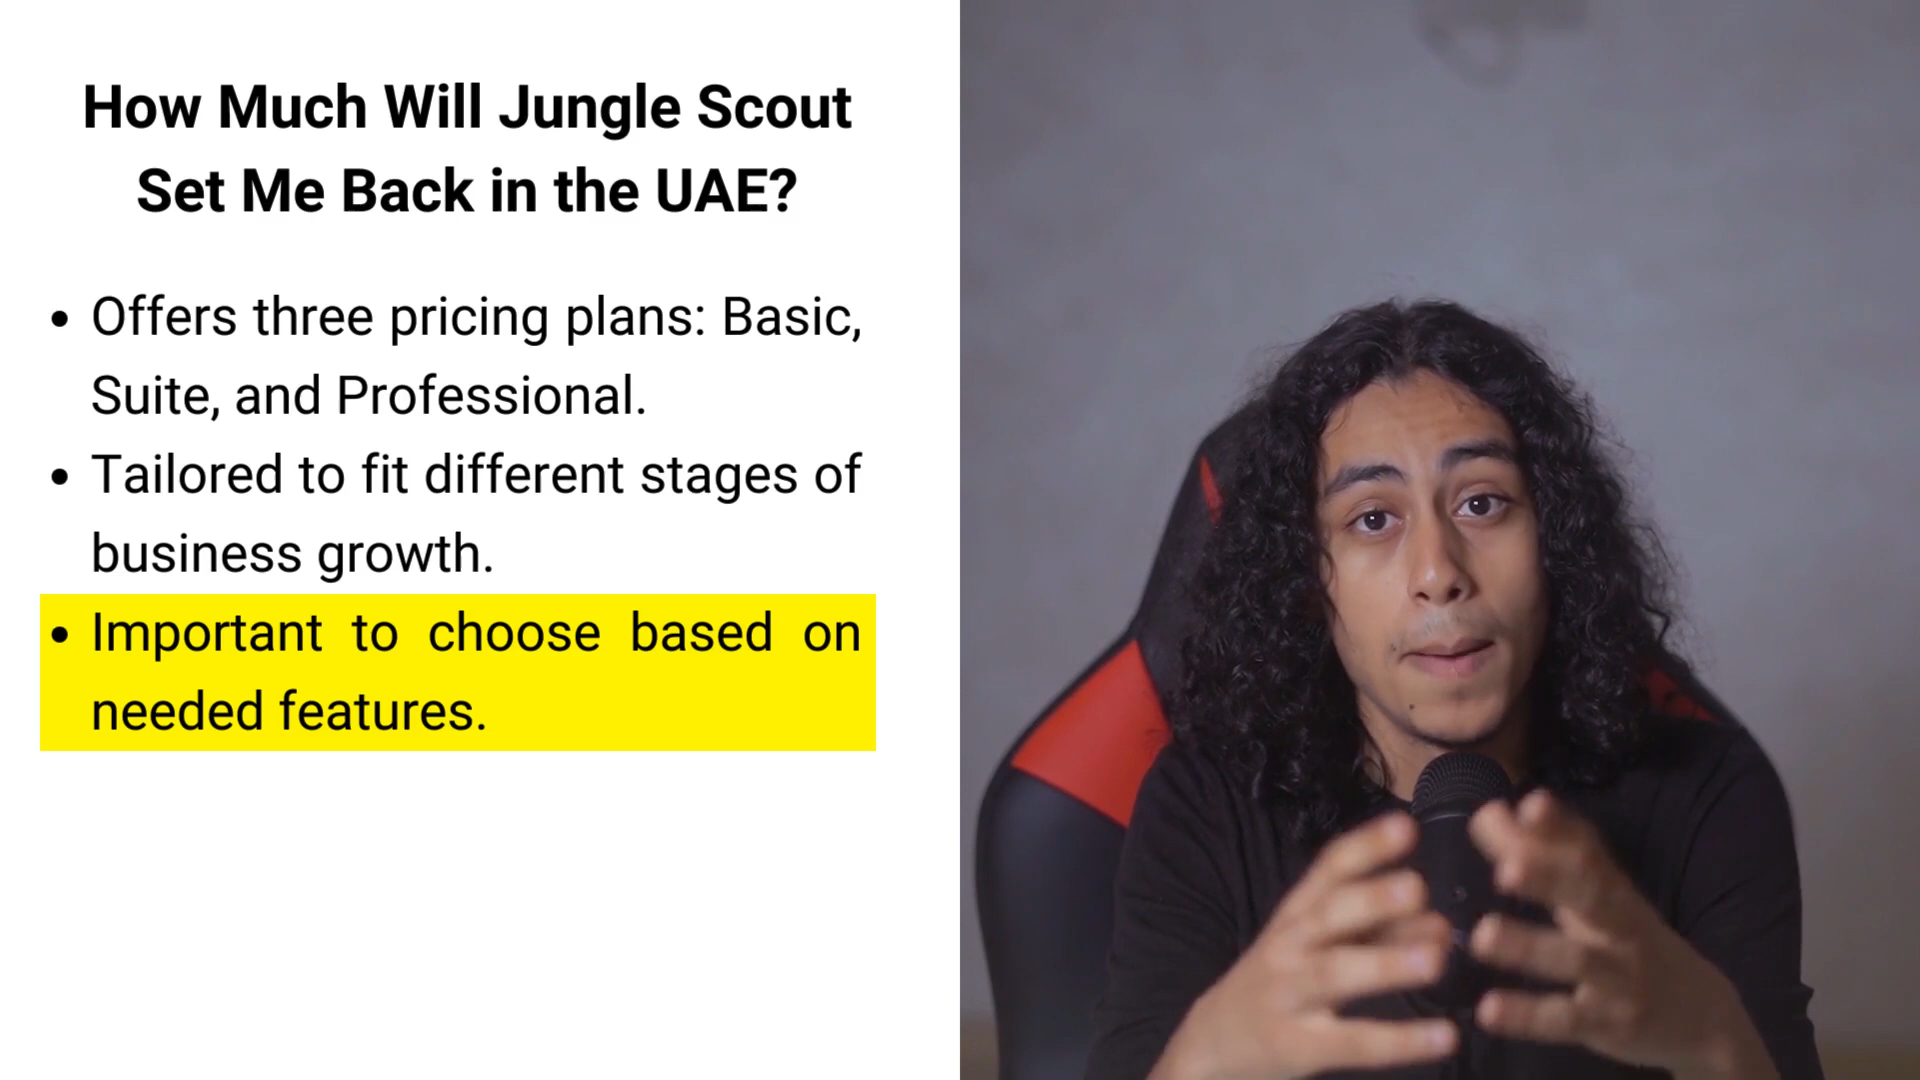 How Much Will Jungle Scout
Set Me Back in the UAE?
• Offers three pricing plans: Basic,
Suite, and Professional.
• Tailored to fit different stages of
business growth.
• Important to choose based on
needed features.